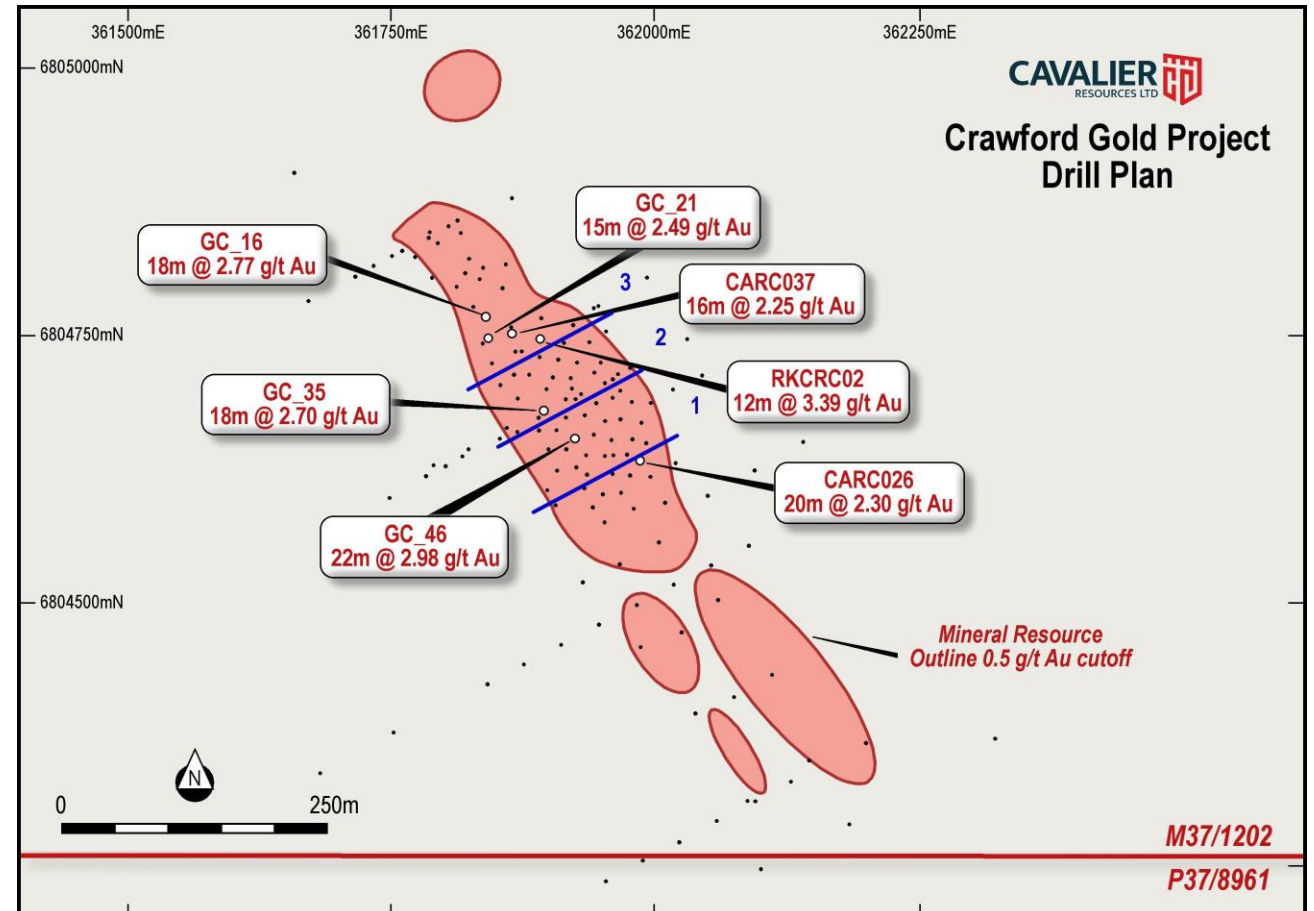 361500mE
361750mE
362000mE
362250mE
6805000mN
CAVALIER
RESOURCES LTD
Crawford Gold Project
Drill Plan
GC_21
15m @ 2.49 g/t Au
GC_16
18m @ 2.77 g/t Au
3
CARC037
16m @ 2.25 g/t Au
6804750mN
2
RKCRC02
12m @ 3.39 g/t Au
GC_35
18m @ 2.70 g/t Au
1
CARC026
20m @ 2.30 g/t Au
GC_46
22m @ 2.98 g/t Au
6804500mN
Mineral Resource
Outline 0.5 g/t Au cutoff
N
0
250m
M37/1202
P37/8961